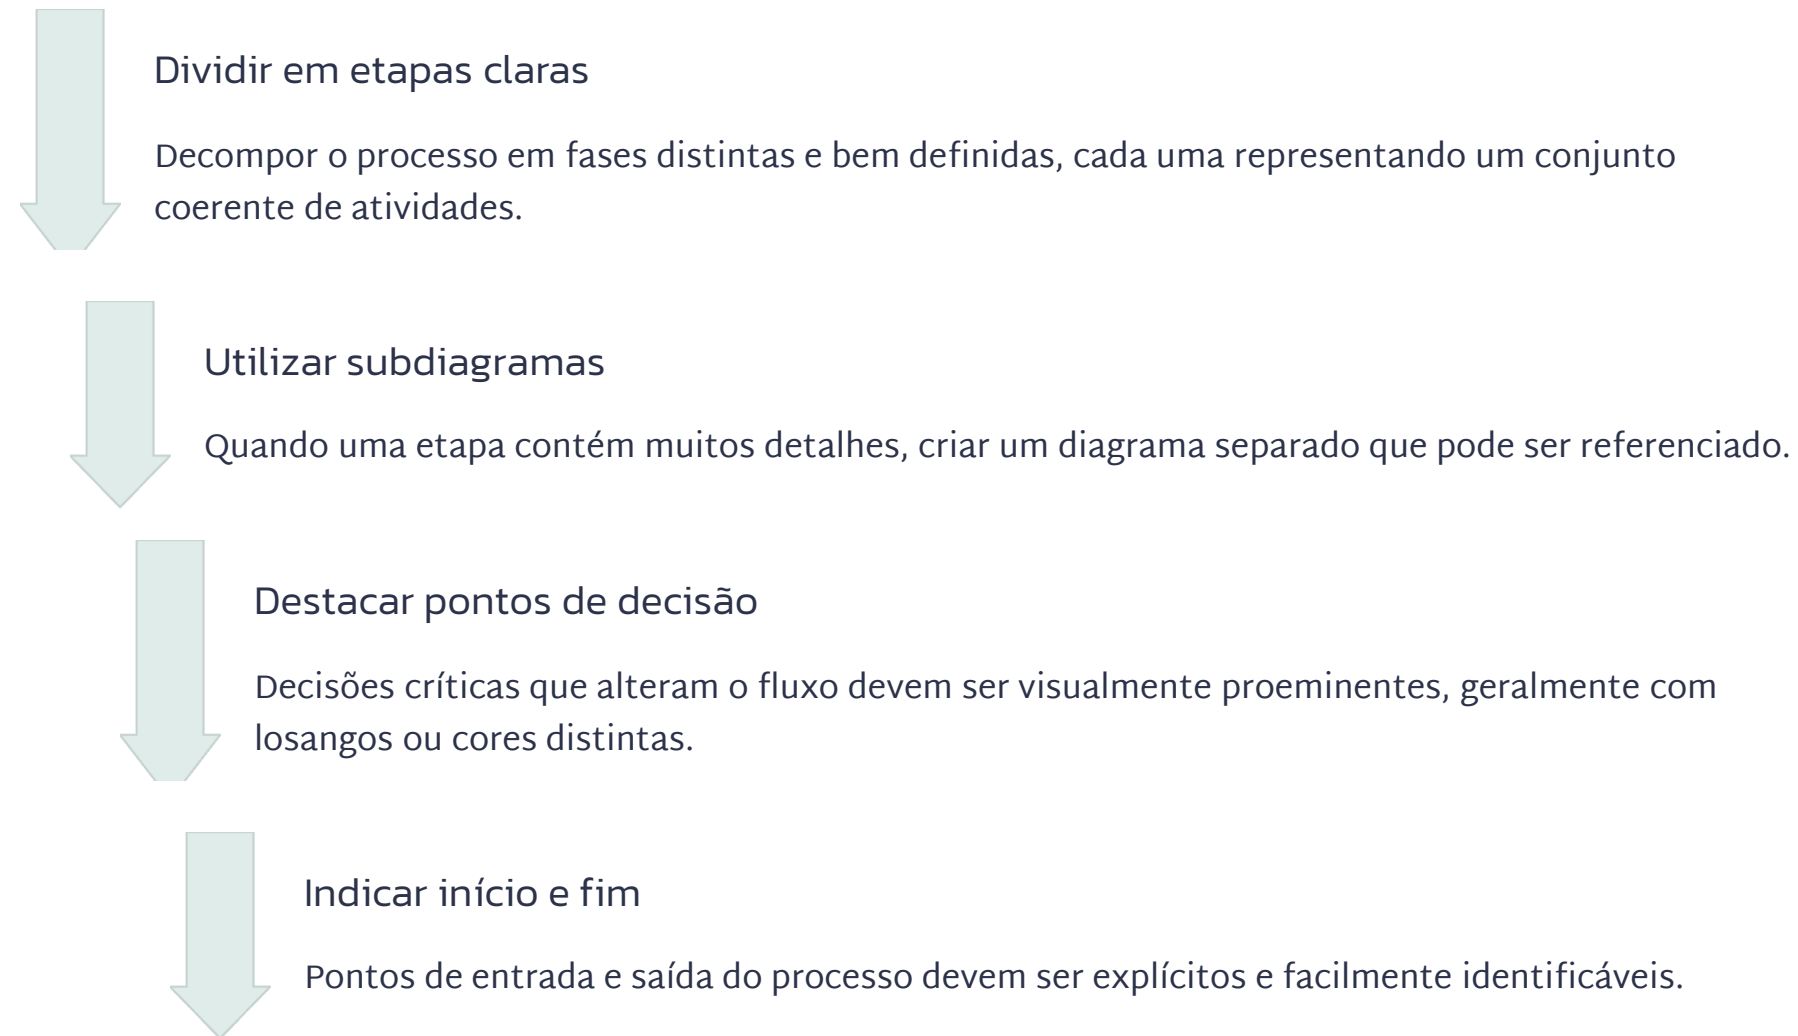 Dividir em etapas claras
Decompor o processo em fases distintas e bem definidas, cada uma representando um conjunto
coerente de atividades.
Utilizar subdiagramas
Quando uma etapa contém muitos detalhes, criar um diagrama separado que pode ser referenciado.
Destacar pontos de decisão
Decisões críticas que alteram o fluxo devem ser visualmente proeminentes, geralmente com
losangos ou cores distintas.
Indicar início e fim
Pontos de entrada e saída do processo devem ser explícitos e facilmente identificáveis.